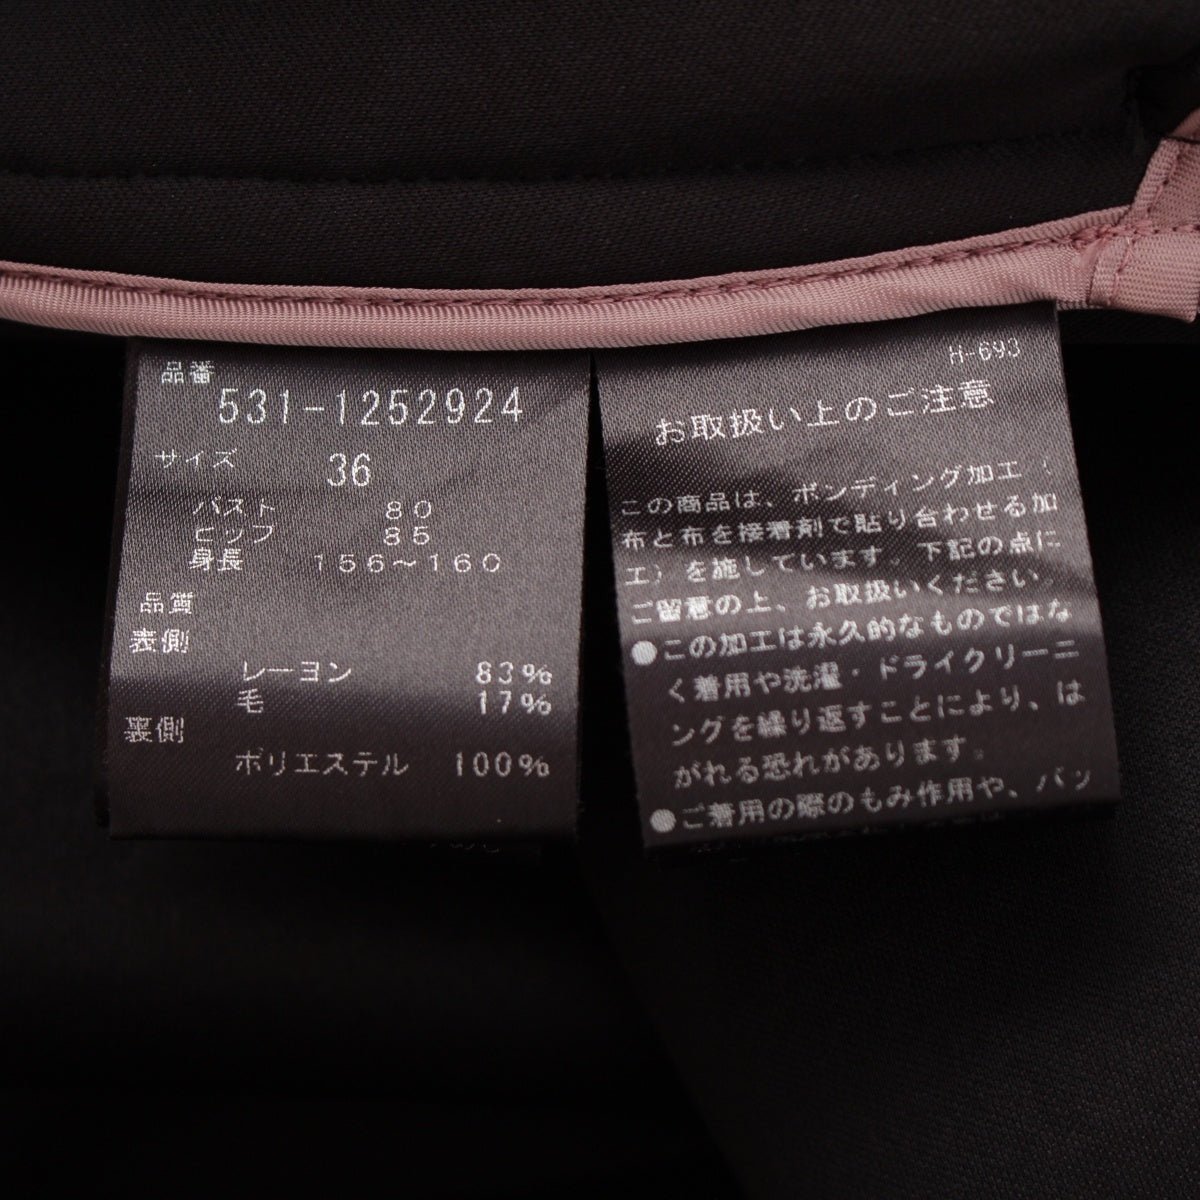 品番
531-1252924
サイズ 36
バスト 80
ヒップ 85
身長 156〜160
品質
表側
レーヨン 83%
毛 17%
裏側
ポリエステル 100%
H-693
お取扱い上のご注意
この商品は、ボンディング加工（
布と布を接着剤で貼り合わせる加
工）を施しています。下記の点に
ご留意の上、お取扱いください。
●この加工は永久的なものではな
く着用や洗濯・ドライクリーニ
ングを繰り返すことにより、は
がれる恐れがあります。
●ご着用の際のもみ作用や、バッ